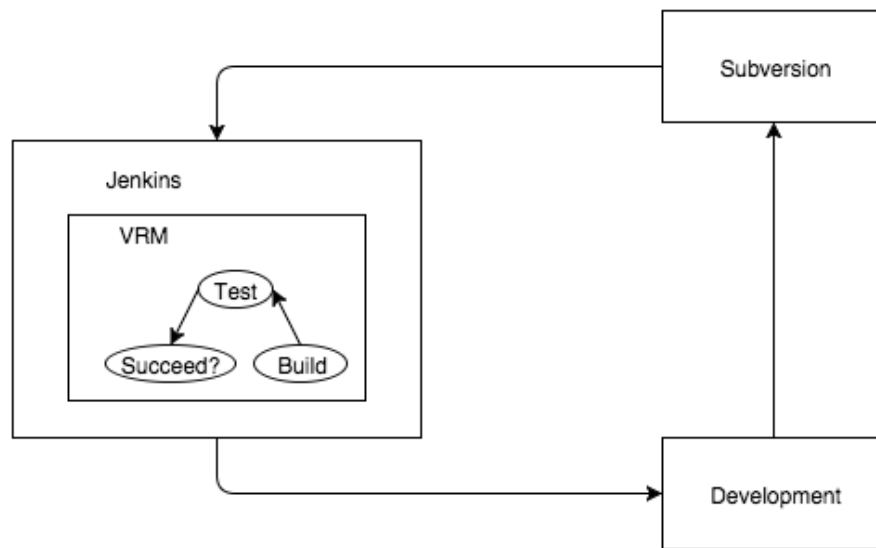 Subversion
Jenkins
VRM
Test
Succeed?
Build
Development